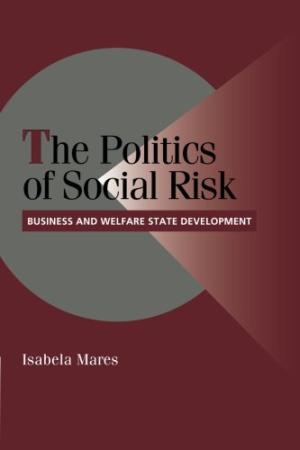 The Politics
of Social Risk
BUSINESS AND WELFARE STATE DEVELOPMENT
Isabela Mares